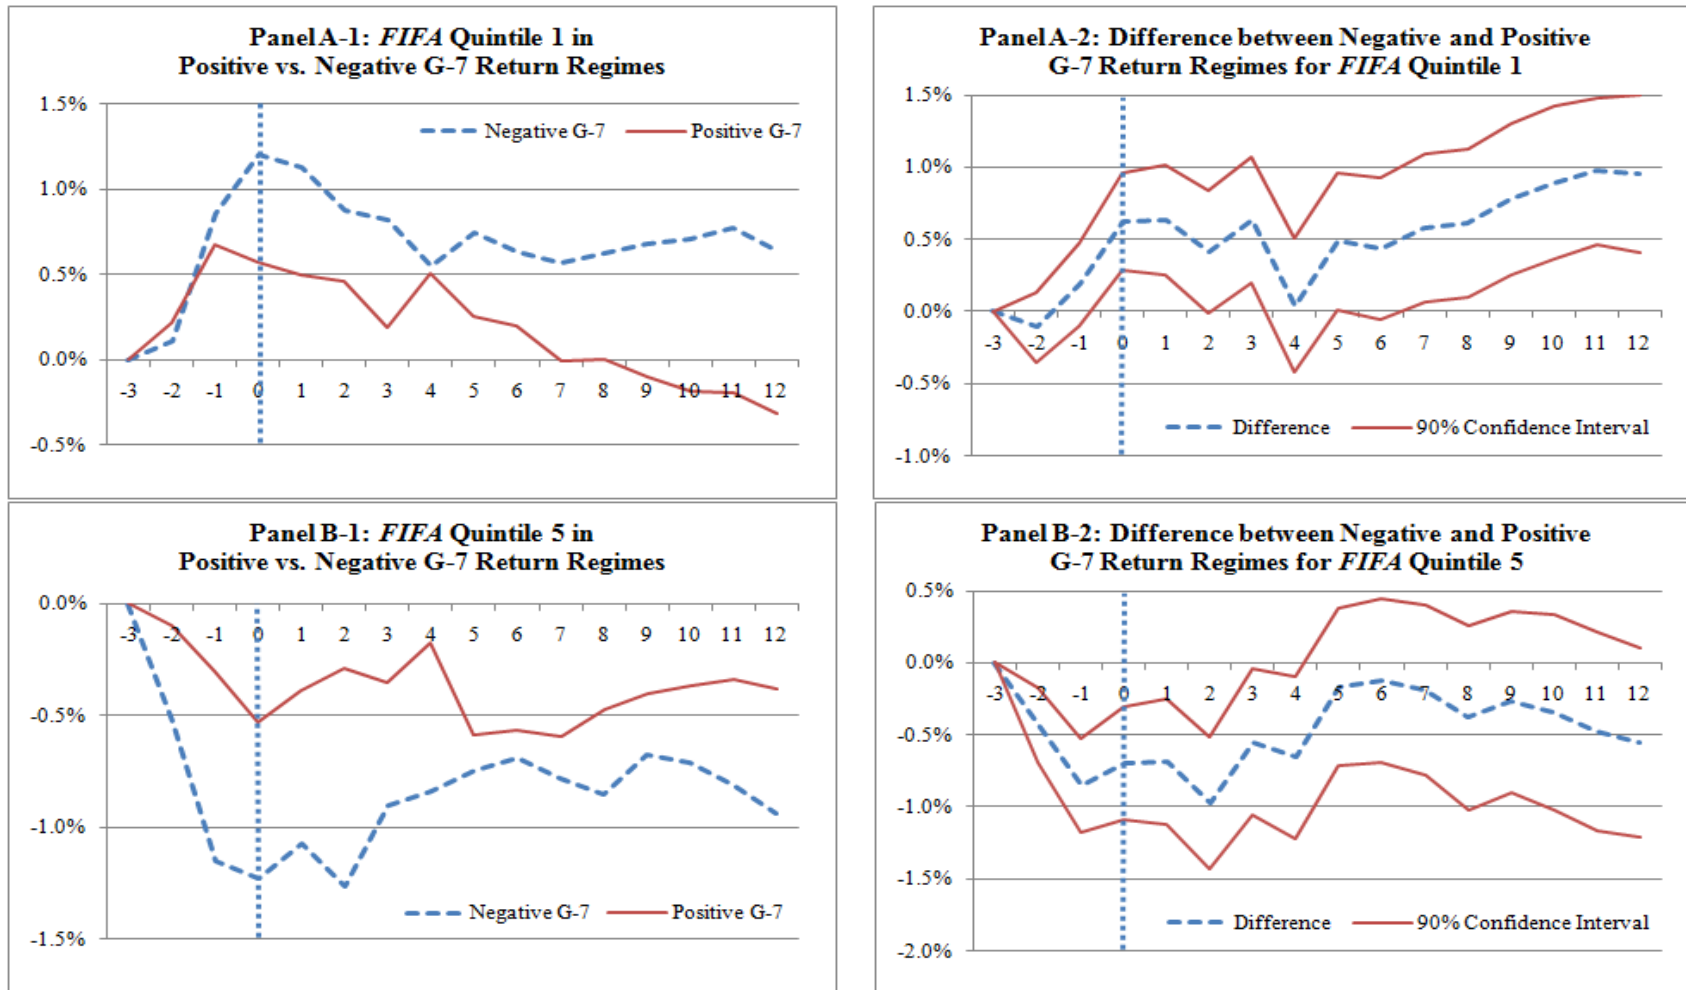 Panel A-1: FIFA Quintile 1 in
Positive vs. Negative G-7 Return Regimes
1.5%
1.0%
0.5%
0.0%
-0.5%
Negative G-7
Positive G-7
-3 -2 -1 0 1 2 3 4 5 6 7 8 9 10 11 12
Panel A-2: Difference between Negative and Positive
G-7 Return Regimes for FIFA Quintile 1
1.5%
1.0%
0.5%
0.0%
-0.5%
-1.0%
-3 -2 -1 0 1 2 3 4 5 6 7 8 9 10 11 12
Difference
90% Confidence Interval
Panel B-1: FIFA Quintile 5 in
Positive vs. Negative G-7 Return Regimes
0.0%
-0.5%
-1.0%
-1.5%
-3 -2 -1 0 1 2 3 4 5 6 7 8 9 10 11 12
Negative G-7
Positive G-7
Panel B-2: Difference between Negative and Positive
G-7 Return Regimes for FIFA Quintile 5
0.5%
0.0%
-0.5%
-1.0%
-1.5%
-2.0%
-3 -2 -1 0 1 2 3 4 5 6 7 8 9 10 11 12
Difference
90% Confidence Interval